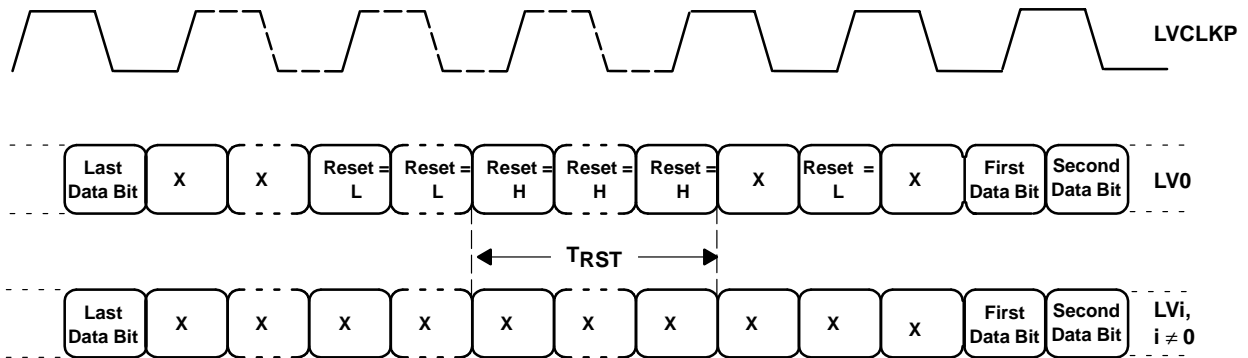 LVCLKP
Last Data Bit X X Reset = L Reset = L Reset = H Reset = H Reset = H X Reset = L X First Data Bit Second Data Bit LV0
TRST
Last Data Bit X X X X X X X X X X First Data Bit Second Data Bit LVi, i ≠ 0